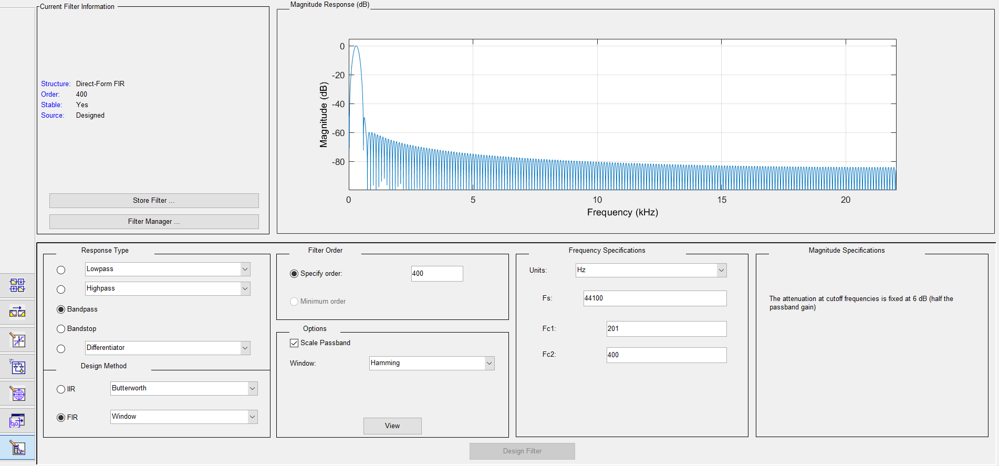 Current Filter Information
Structure: Direct-Form FIR
Order: 400
Stable: Yes
Source: Designed
Store Filter ...
Filter Manager ...
Magnitude Response (dB)
0
-20
-40
-60
-80
Magnitude (dB)
0 5 10 15 20
Frequency (kHz)
Response Type
Lowpass
Highpass
Bandpass
Bandstop
Differentiator
Design Method
IIR Butterworth
FIR Window
Filter Order
Specify order: 400
Minimum order
Options
Scale Passband
Window: Hamming
View
Frequency Specifications
Units: Hz
Fs: 44100
Fc1: 201
Fc2: 400
Magnitude Specifications
The attenuation at cutoff frequencies is fixed at 6 dB (half the
passband gain)
Design Filter